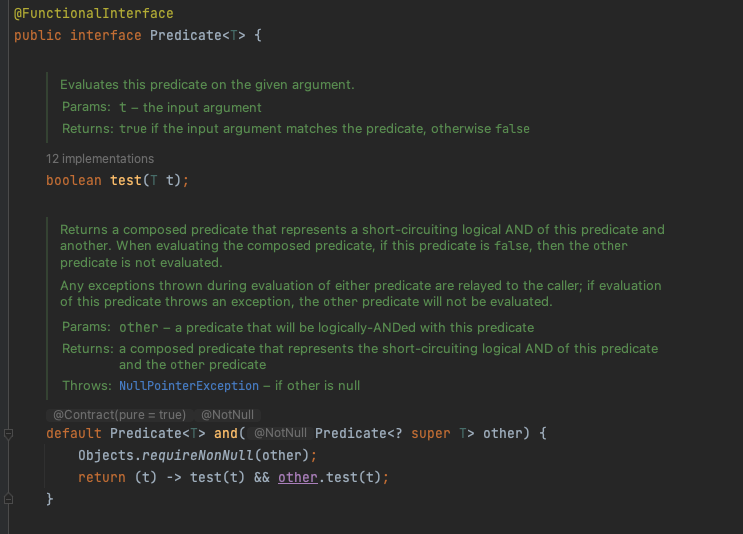 @FunctionalInterface
public interface Predicate<T> {
Evaluates this predicate on the given argument.
Params: t – the input argument
Returns: true if the input argument matches the predicate, otherwise false
12 implementations
boolean test(T t);
Returns a composed predicate that represents a short-circuiting logical AND of this predicate and
another. When evaluating the composed predicate, if this predicate is false, then the other
predicate is not evaluated.
Any exceptions thrown during evaluation of either predicate are relayed to the caller; if evaluation
of this predicate throws an exception, the other predicate will not be evaluated.
Params: other – a predicate that will be logically-ANDed with this predicate
Returns: a composed predicate that represents the short-circuiting logical AND of this predicate
and the other predicate
Throws: NullPointerException – if other is null
@Contract(pure = true) @NotNull
default Predicate<T> and( @NotNull Predicate<? super T> other) {
Objects.requireNonNull(other);
return (t) -> test(t) && other.test(t);
}